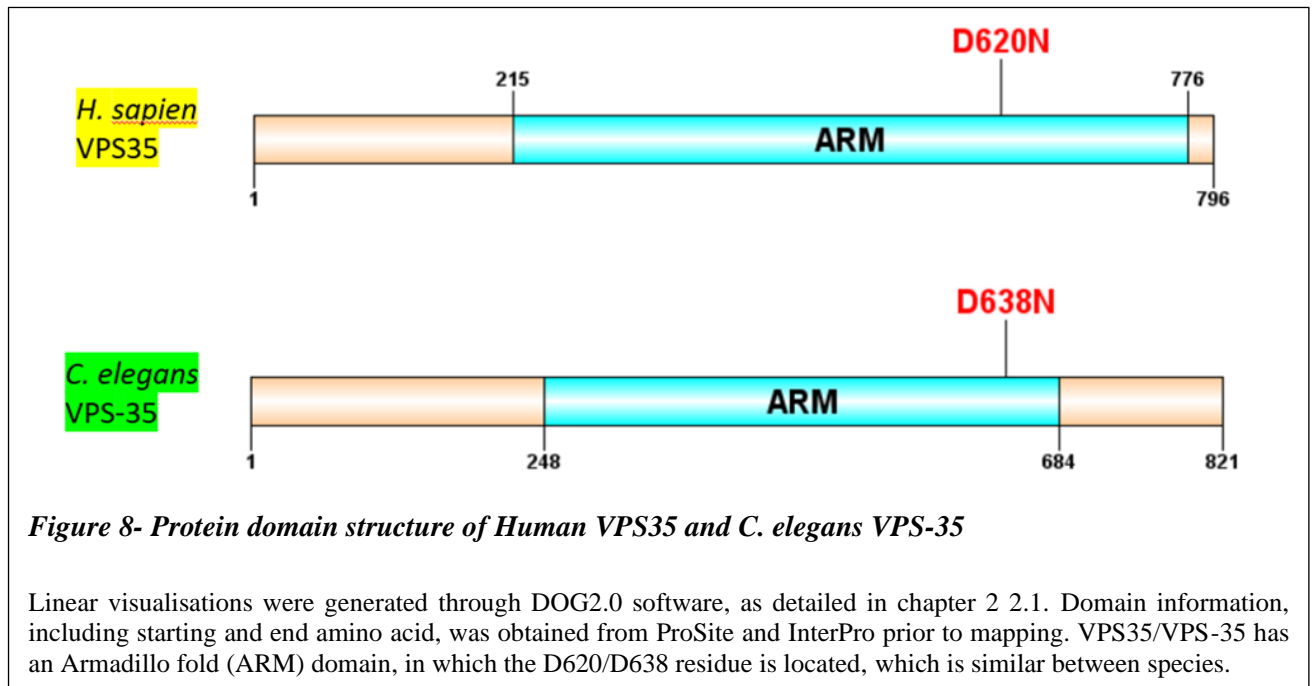 D620N
215
776
H. sapien
VPS35
ARM
1
796
D638N
C. elegans
VPS-35
ARM
1
248
684
821
Figure 8- Protein domain structure of Human VPS35 and C. elegans VPS-35
Linear visualisations were generated through DOG2.0 software, as detailed in chapter 2 2.1. Domain information,
including starting and end amino acid, was obtained from ProSite and InterPro prior to mapping. VPS35/VPS-35 has
an Armadillo fold (ARM) domain, in which the D620/D638 residue is located, which is similar between species.